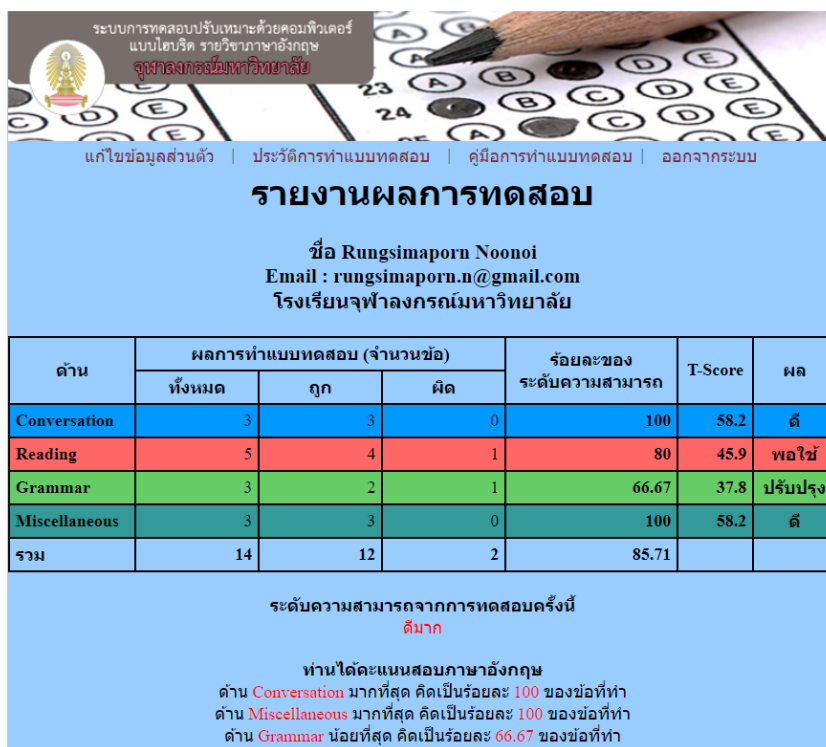 ระบบการทดสอบปรับเหมาะด้วยคอมพิวเตอร์
แบบไฮบริด รายวิชาภาษาอังกฤษ
จุฬาลงกรณ์มหาวิทยาลัย
23
24
แก้ไขข้อมูลส่วนตัว | ประวัติการทำแบบทดสอบ | คู่มือการทำแบบทดสอบ | ออกจากระบบ
รายงานผลการทดสอบ
ชื่อ Rungsimaporn Noonoi
Email : rungsimaporn.n@gmail.com
โรงเรียนจุฬาลงกรณ์มหาวิทยาลัย
ด้าน ผลการทำแบบทดสอบ (จำนวนข้อ) ร้อยละของระดับความสามารถ T-Score ผล
ทั้งหมด ถูก ผิด
Conversation 3 3 0 100 58.2 ดี
Reading 5 4 1 80 45.9 พอใช้
Grammar 3 2 1 66.67 37.8 ปรับปรุง
Miscellaneous 3 3 0 100 58.2 ดี
รวม 14 12 2 85.71
ระดับความสามารถจากการทดสอบครั้งนี้
ดีมาก
ท่านได้คะแนนสอบภาษาอังกฤษ
ด้าน Conversation มากที่สุด คิดเป็นร้อยละ 100 ของข้อที่ทำ
ด้าน Miscellaneous มากที่สุด คิดเป็นร้อยละ 100 ของข้อที่ทำ
ด้าน Grammar น้อยที่สุด คิดเป็นร้อยละ 66.67 ของข้อที่ทำ